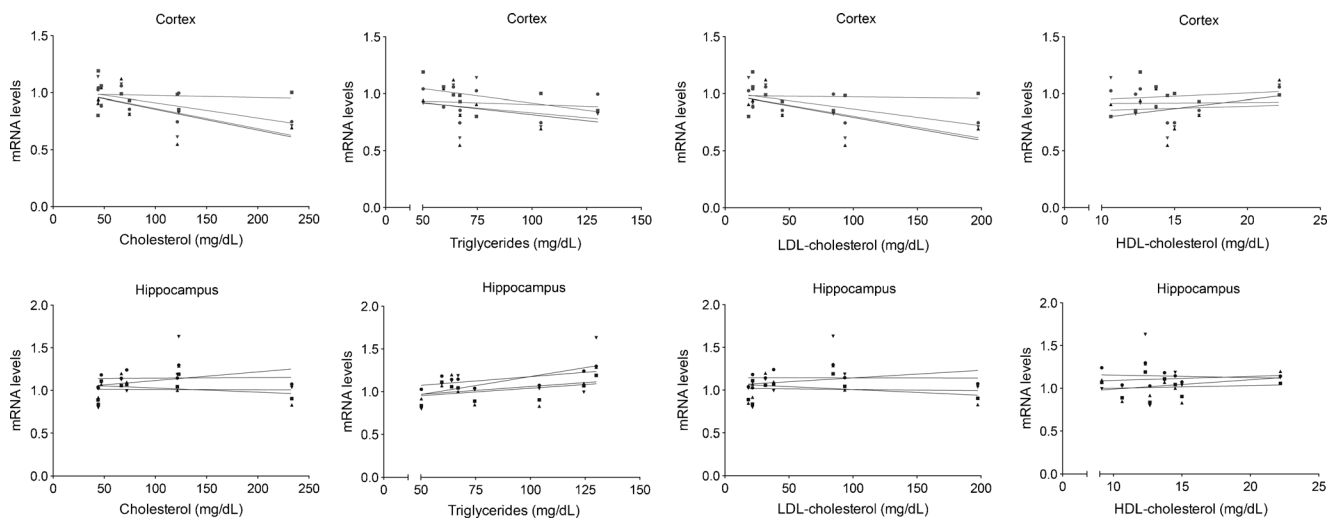 Cortex
mRNA levels
1.5
1.0
0.5
0.0
0 50 100 150 200 250
Cholesterol (mg/dL)
Cortex
mRNA levels
1.5
1.0
0.5
0.0
0 50 75 100 125 150
Triglycerides (mg/dL)
Cortex
mRNA levels
1.5
1.0
0.5
0.0
0 50 100 150 200
LDL-cholesterol (mg/dL)
Cortex
mRNA levels
1.5
1.0
0.5
0.0
0 10 15 20 25
HDL-cholesterol (mg/dL)
Hippocampus
mRNA levels
2.0
1.5
1.0
0.5
0.0
0 50 100 150 200 250
Cholesterol (mg/dL)
Hippocampus
mRNA levels
2.0
1.5
1.0
0.5
0.0
0 50 75 100 125 150
Triglycerides (mg/dL)
Hippocampus
mRNA levels
2.0
1.5
1.0
0.5
0.0
0 50 100 150 200
LDL-cholesterol (mg/dL)
Hippocampus
mRNA levels
2.0
1.5
1.0
0.5
0.0
0 10 15 20 25
HDL-cholesterol (mg/dL)